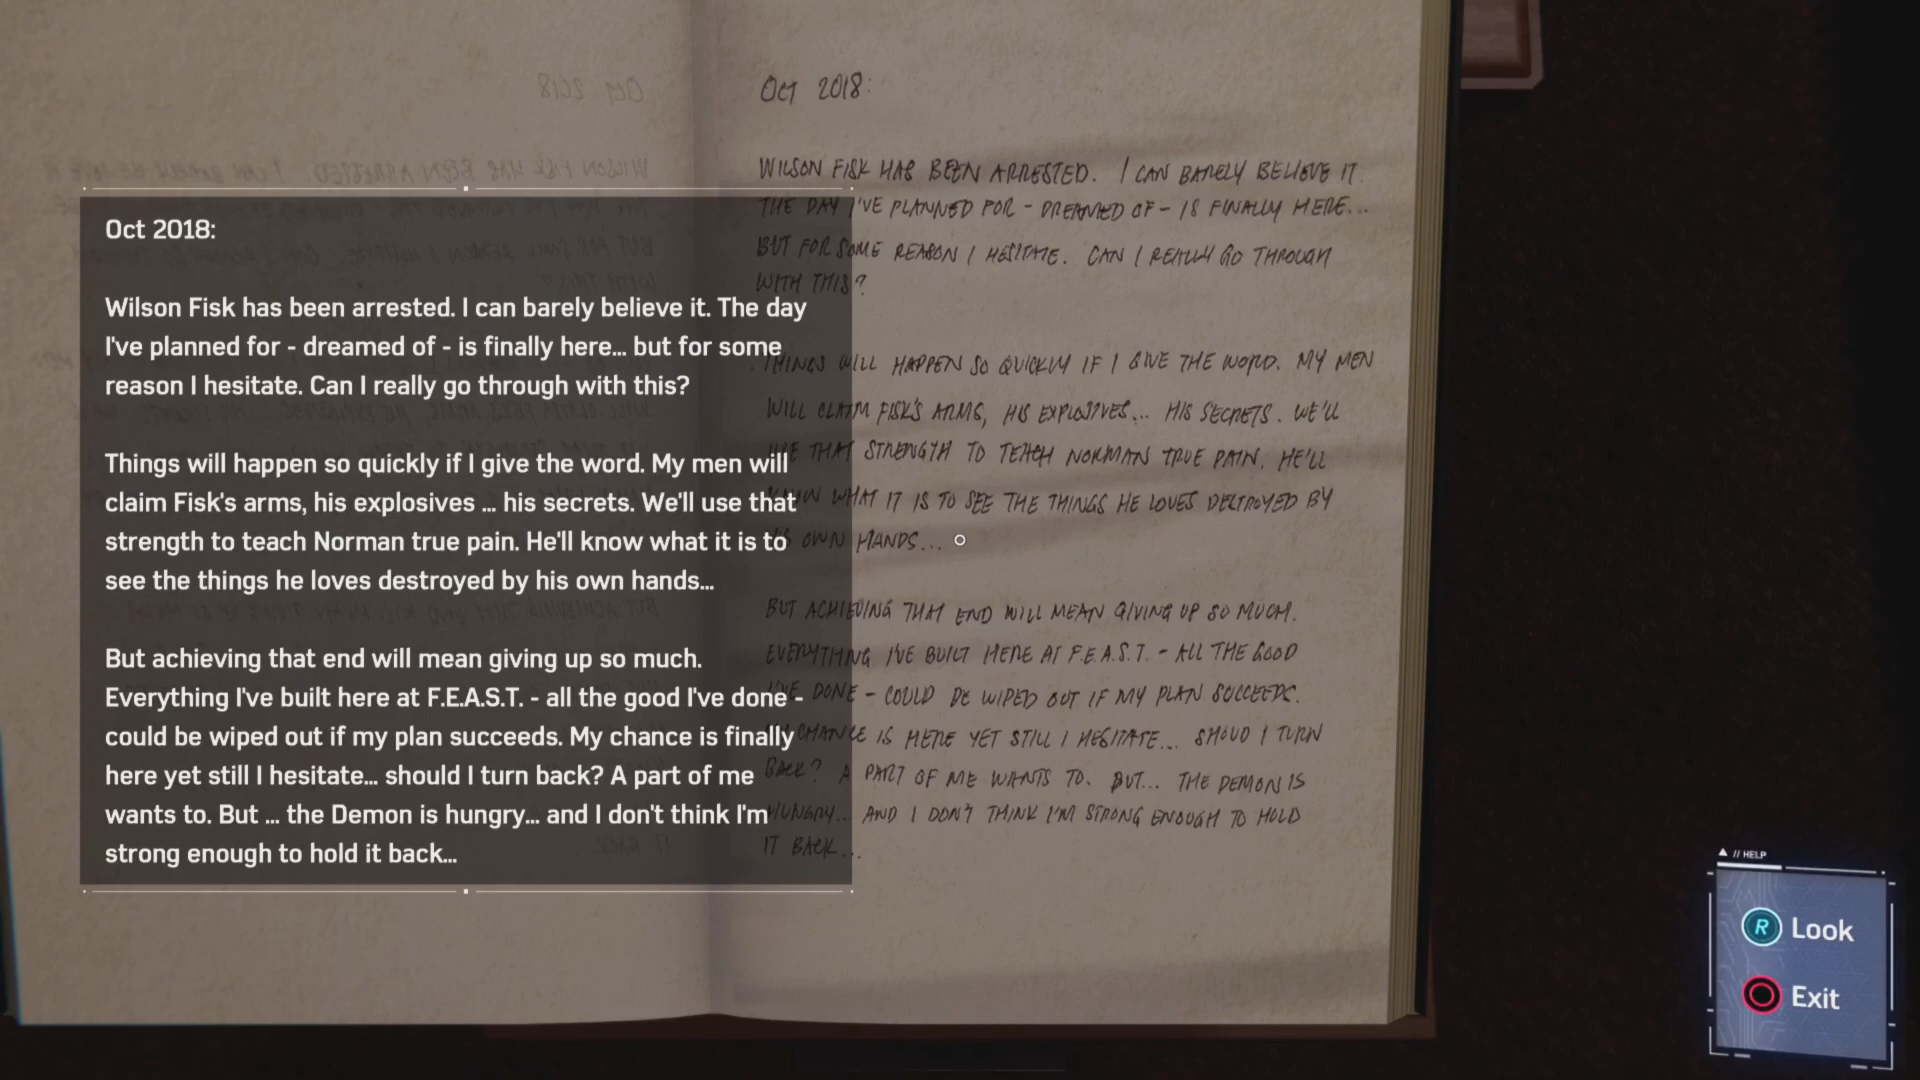 Oct 2018:
Wilson Fisk has been arrested. I can barely believe it. The day
I've planned for - dreamed of - is finally here... but for some
reason I hesitate. Can I really go through with this?
Things will happen so quickly if I give the word. My men will
claim Fisk's arms, his explosives ... his secrets. We'll use that
strength to teach Norman true pain. He'll know what it is to
see the things he loves destroyed by his own hands...
But achieving that end will mean giving up so much.
Everything I've built here at F.E.A.S.T. - all the good I've done -
could be wiped out if my plan succeeds. My chance is finally
here yet still I hesitate... should I turn back? A part of me
wants to. But ... the Demon is hungry... and I don't think I'm
strong enough to hold it back...
OCT 2018:
WILSON FISK HAS BEEN ARRESTED. I CAN BARELY BELIEVE IT.
THE DAY I'VE PLANNED FOR - DREAMED OF - IS FINALLY HERE...
BUT FOR SOME REASON I HESITATE. CAN I REALLY GO THROUGH
WITH THIS?
THINGS WILL HAPPEN SO QUICKLY IF I GIVE THE WORD. MY MEN
WILL CLAIM FISK'S ARMS, HIS EXPLOSIVES... HIS SECRETS. WE'LL
USE THAT STRENGTH TO TEACH NORMAN TRUE PAIN. HE'LL
KNOW WHAT IT IS TO SEE THE THINGS HE LOVES DESTROYED BY
HIS OWN HANDS...
BUT ACHIEVING THAT END WILL MEAN GIVING UP SO MUCH.
EVERYTHING I'VE BUILT HERE AT F.E.A.S.T. - ALL THE GOOD
I'VE DONE - COULD BE WIPED OUT IF MY PLAN SUCCEEDS.
MY CHANCE IS HERE YET STILL I HESITATE... SHOUD I TURN
BACK? A PART OF ME WANTS TO. BUT... THE DEMON IS
HUNGRY... AND I DON'T THINK I'M STRONG ENOUGH TO HOLD
IT BACK...
// HELP
R Look
Exit